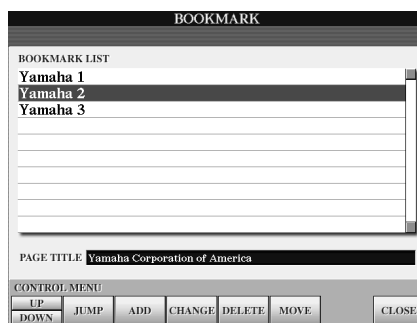 BOOKMARK
BOOKMARK LIST
Yamaha 1
Yamaha 2
Yamaha 3
PAGE TITLE Yamaha Corporation of America
CONTROL MENU
UP
DOWN
JUMP
ADD
CHANGE
DELETE
MOVE
CLOSE